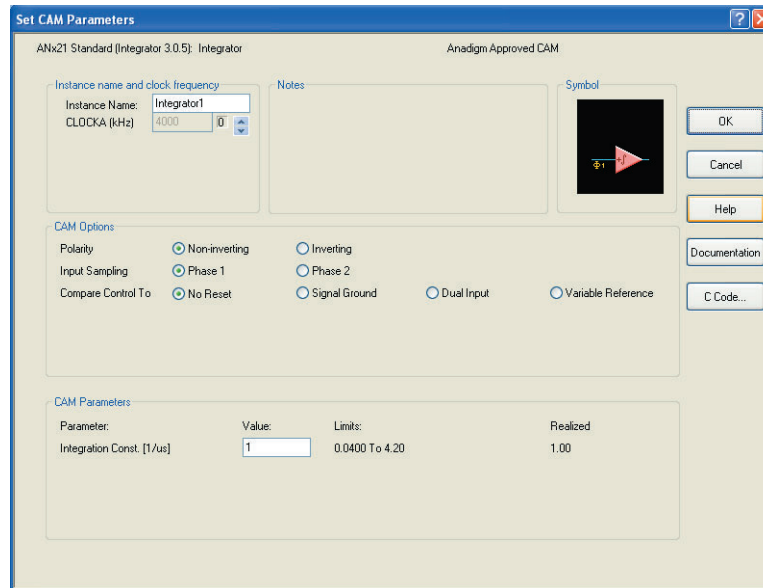 Set CAM Parameters
ANx21 Standard (Integrator 3.0.5): Integrator
Anadigm Approved CAM
Instance name and clock frequency
Instance Name: Integrator1
CLOCKA (kHz) 4000 0
Notes
Symbol
Φ1 +∫
OK
Cancel
Help
Documentation
C Code...
CAM Options
Polarity Non-inverting Inverting
Input Sampling Phase 1 Phase 2
Compare Control To No Reset Signal Ground Dual Input Variable Reference
CAM Parameters
Parameter: Value: Limits: Realized
Integration Const. [1/us] 1 0.0400 To 4.20 1.00